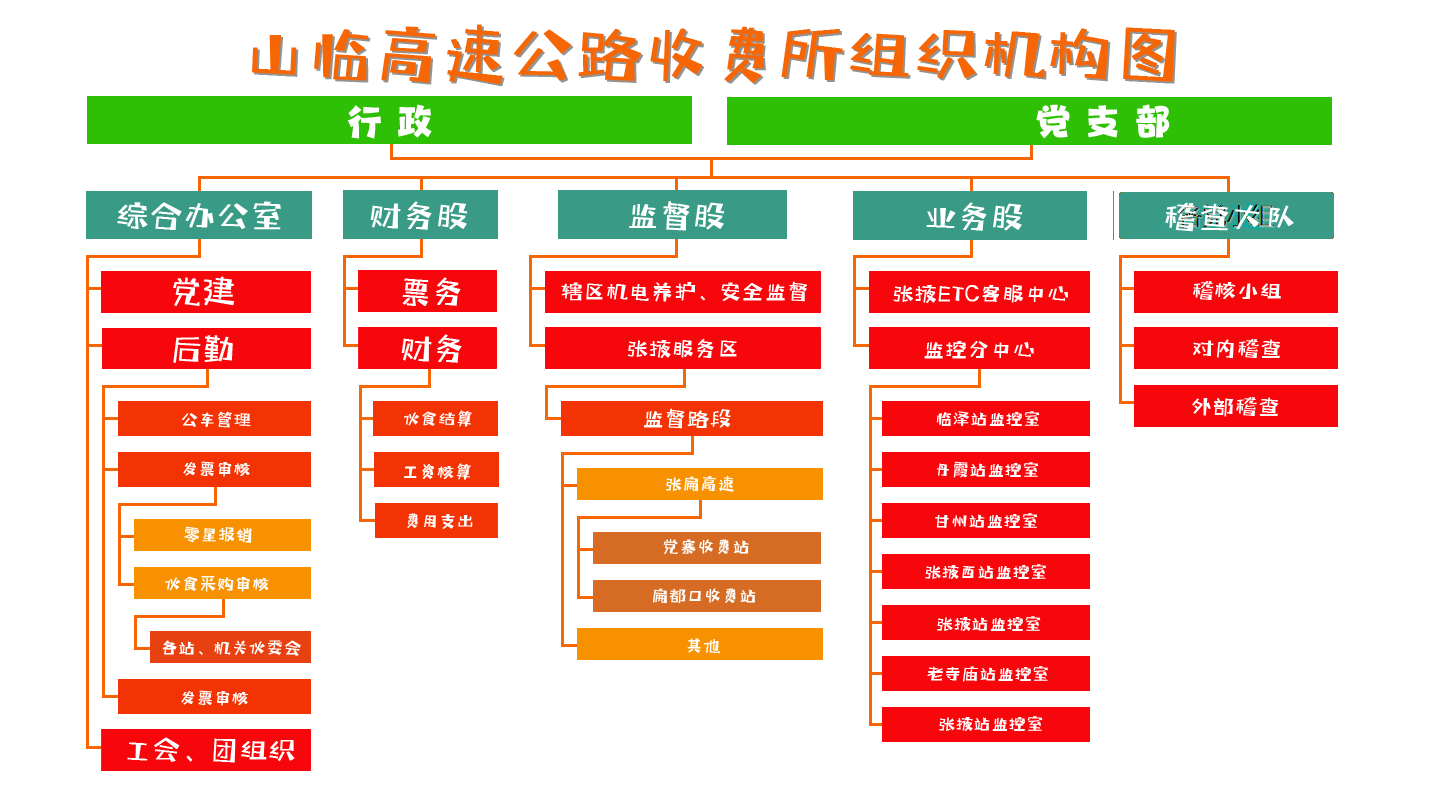 山临高速公路收费所组织机构图
行政
党支部
综合办公室
党建
后勤
公车管理
发票审核
零星报销
伙食采购审核
各站、机关伙委会
发票审核
工会、团组织
财务股
票务
财务
伙食结算
工资核算
费用支出
监督股
辖区机电养护、安全监督
张掖服务区
监督路段
张扁高速
党寨收费站
扁都口收费站
其他
业务股
张掖ETC客服中心
监控分中心
临泽站监控室
丹霞站监控室
甘州站监控室
张掖西站监控室
张掖站监控室
老寺庙站监控室
张掖站监控室
稽查大队
稽核小组
对内稽查
外部稽查